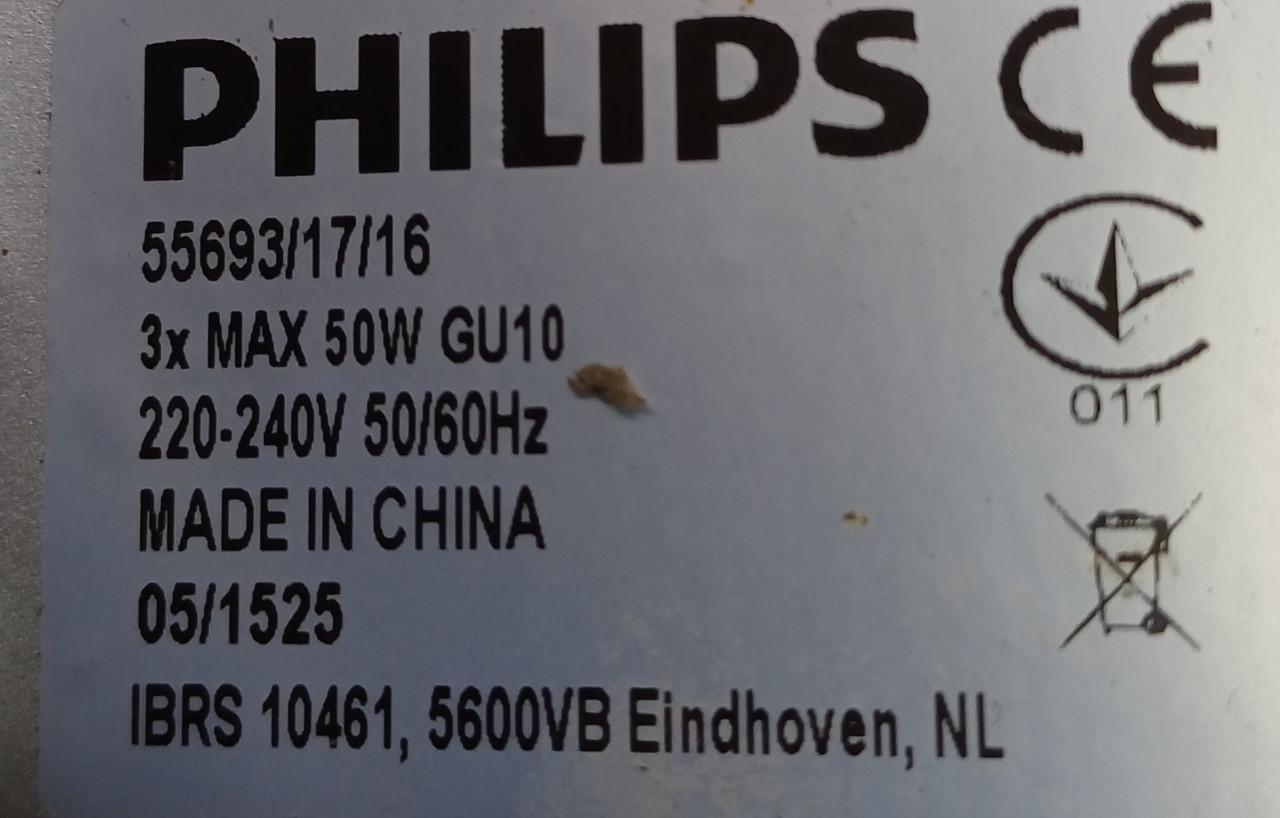 PHILIPS CE
55693/17/16
3x MAX 50W GU10
220-240V 50/60Hz
011
MADE IN CHINA
05/1525
IBRS 10461, 5600VB Eindhoven, NL